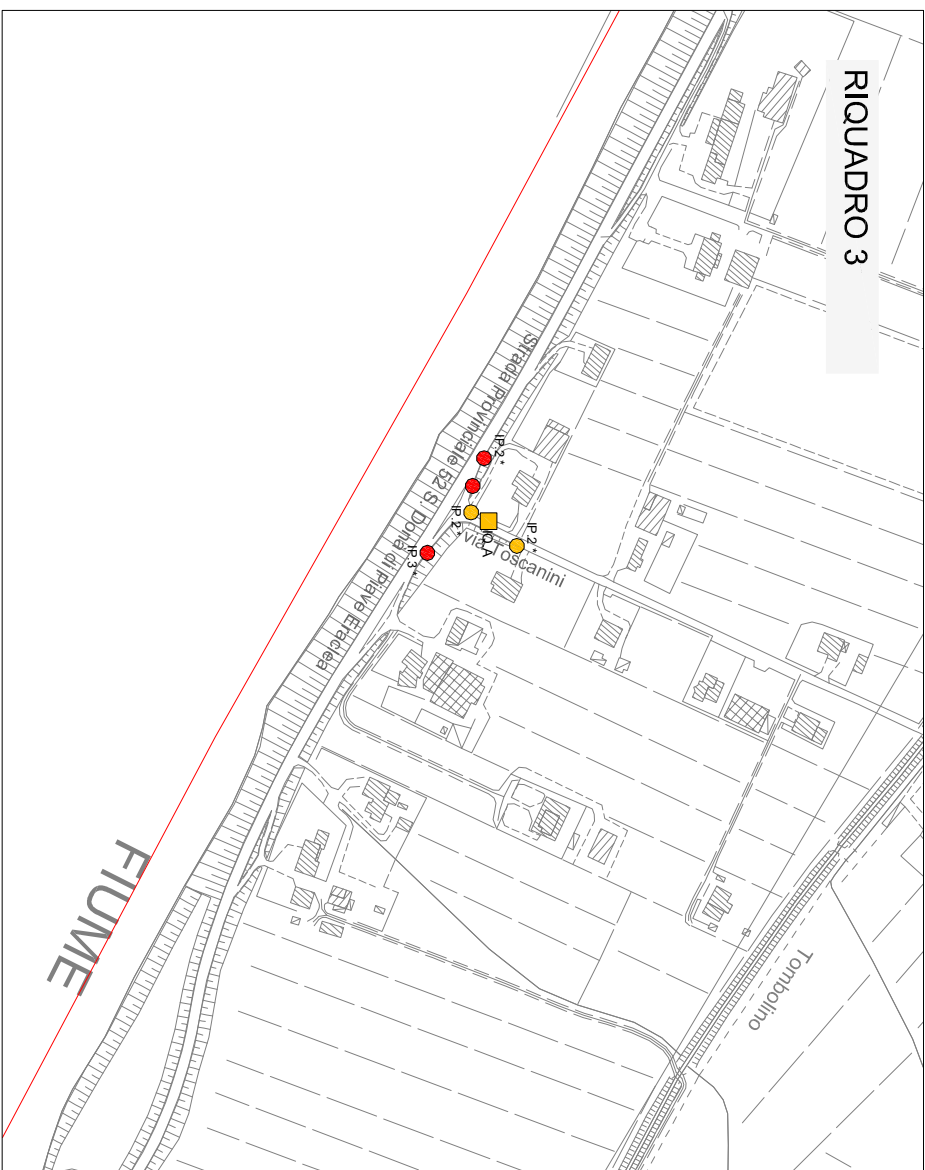 RIQUADRO 3
Strada Provinciale 52 S. Donà di Piave Eraclea
IP.2*
IP.2*
IQ.A
IP.2*
via Toscanini
IP.3*
Tombolino
FIUME